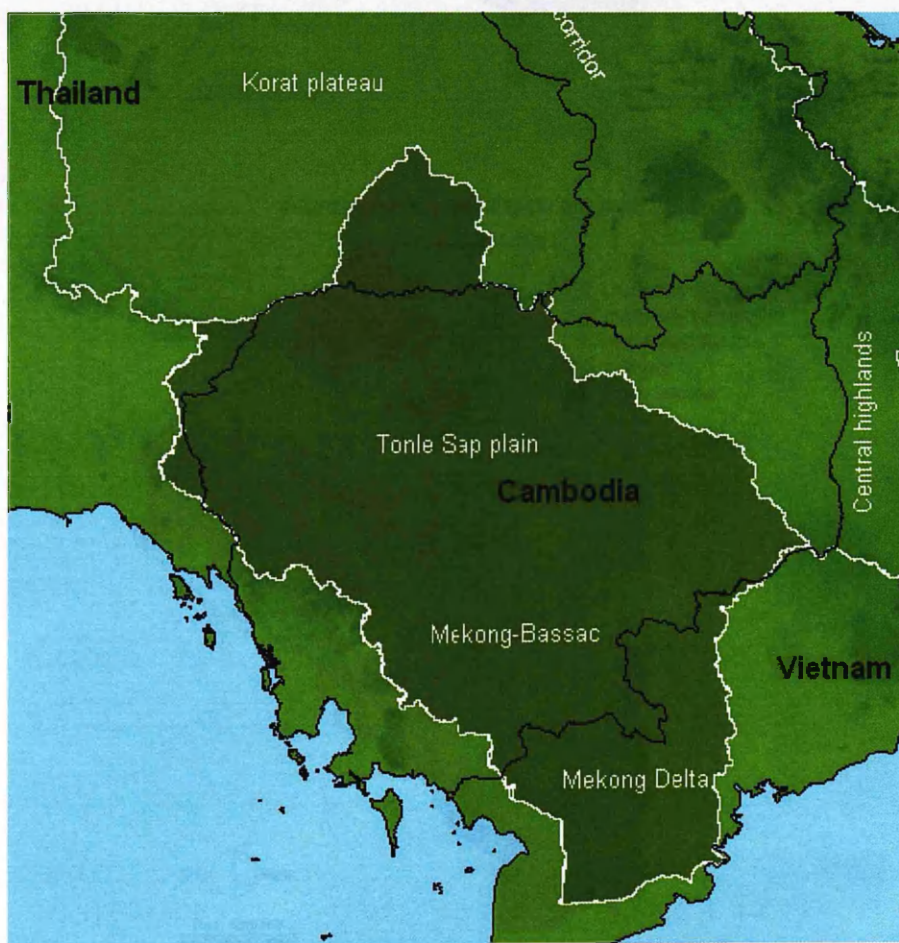 corridor
Thailand
Korat plateau
Central highlands
Tonle Sap plain
Cambodia
Mekong-Bassac
Vietnam
Mekong Delta